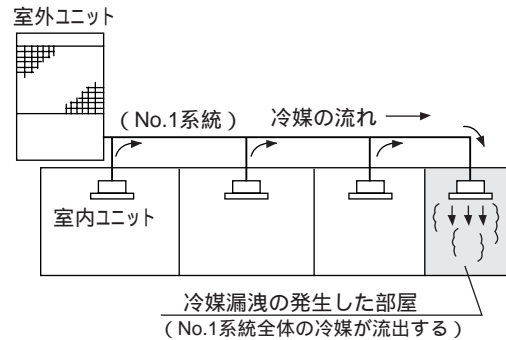 室外ユニット
（No.1系統） 冷媒の流れ
室内ユニット
冷媒漏洩の発生した部屋
（No.1系統全体の冷媒が流出する）